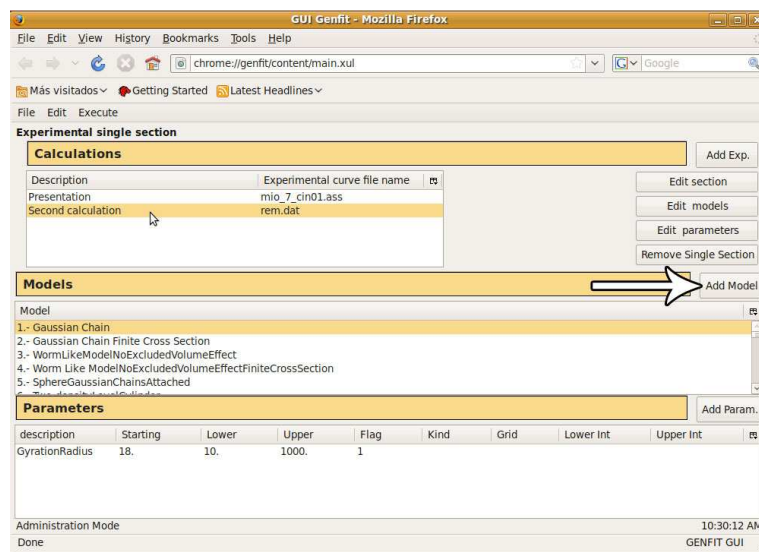 GUI Genfit - Mozilla Firefox
File Edit View History Bookmarks Tools Help
chrome://genfit/content/main.xul
Google
Más visitados Getting Started Latest Headlines
File Edit Execute
Experimental single section
Calculations
Add Exp.
Description Experimental curve file name
Presentation mio_7_cin01.ass
Second calculation rem.dat
Edit section
Edit models
Edit parameters
Remove Single Section
Models
Add Model
Model
1.- Gaussian Chain
2.- Gaussian Chain Finite Cross Section
3.- WormLikeModelNoExcludedVolumeEffect
4.- Worm Like ModelNoExcludedVolumeEffectFiniteCrossSection
5.- SphereGaussianChainsAttached
Parameters
Add Param.
description Starting Lower Upper Flag Kind Grid Lower Int Upper Int
GyrationRadius 18. 10. 1000. 1
Administration Mode
10:30:12 AM
Done
GENFIT GUI